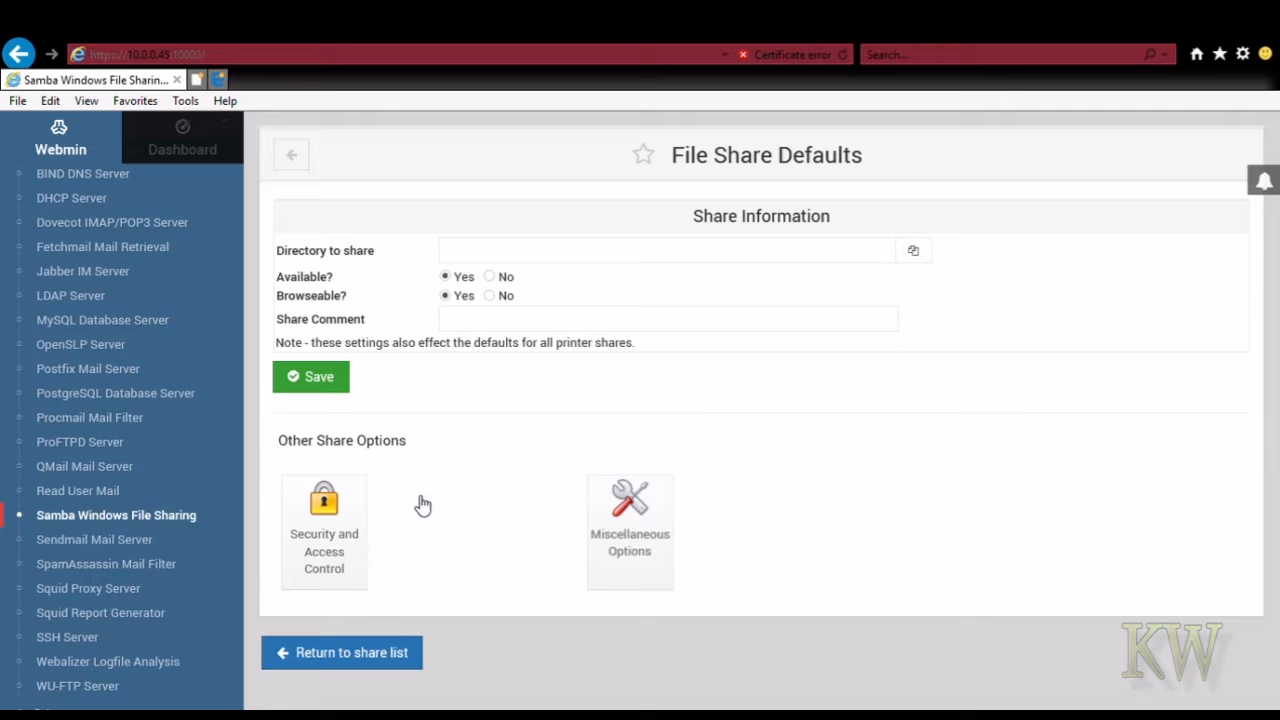 https://10.0.0.45:10000/
Certificate error
Search...
Samba Windows File Sharin...
File Edit View Favorites Tools Help
Webmin
Dashboard
BIND DNS Server
DHCP Server
Dovecot IMAP/POP3 Server
Fetchmail Mail Retrieval
Jabber IM Server
LDAP Server
MySQL Database Server
OpenSLP Server
Postfix Mail Server
PostgreSQL Database Server
Procmail Mail Filter
ProFTPD Server
QMail Mail Server
Read User Mail
Samba Windows File Sharing
Sendmail Mail Server
SpamAssassin Mail Filter
Squid Proxy Server
Squid Report Generator
SSH Server
Webalizer Logfile Analysis
WU-FTP Server
File Share Defaults
Share Information
Directory to share
Available? Yes No
Browseable? Yes No
Share Comment
Note - these settings also effect the defaults for all printer shares.
Save
Other Share Options
Security and
Access
Control
Miscellaneous
Options
Return to share list
KW